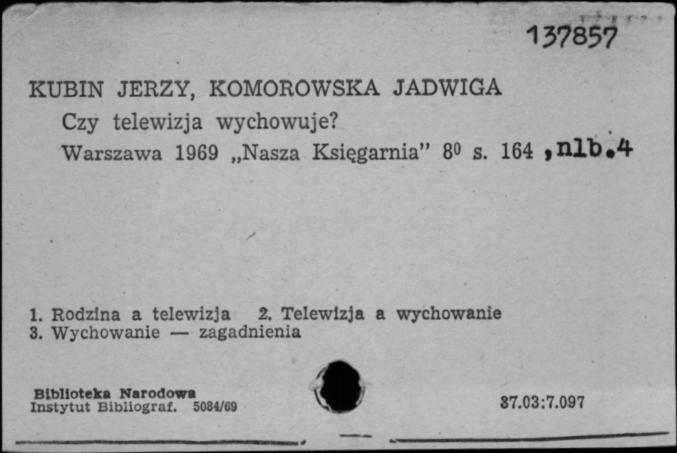 137857
KUBIN JERZY, KOMOROWSKA JADWIGA
Czy telewizja wychowuje?
Warszawa 1969 „Nasza Księgarnia” 8⁰ s. 164 , nlb.4
1. Rodzina a telewizja 2. Telewizja a wychowanie
3. Wychowanie — zagadnienia
Biblioteka Narodowa
Instytut Bibliograf. 5084/69
37.03:7.097